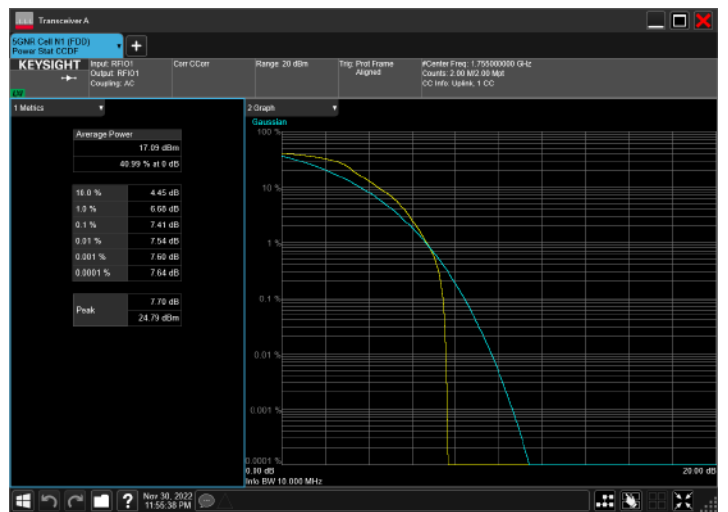 Transceiver A
5GNR Cell N1 (FDD)
Power Stat CCDF
KEYSIGHT
Input: RFIO1
Output: RFIO1
Coupling: AC
Corr CCorr
Range: 20 dBm
Trig: Prot Frame
Aligned
#Center Freq: 1.755000000 GHz
Counts: 2.00 M/2.00 Mpt
CC Info: Uplink, 1 CC
1 Metrics
Average Power
17.09 dBm
40.99 % at 0 dB
10.0 % 4.45 dB
1.0 % 6.68 dB
0.1 % 7.41 dB
0.01 % 7.54 dB
0.001 % 7.60 dB
0.0001 % 7.64 dB
Peak
7.70 dB
24.79 dBm
2 Graph
Gaussian
100 %
10 %
1 %
0.1 %
0.01 %
0.001 %
0.0001 %
0.00 dB
20.00 dB
Info BW 10.000 MHz
?
Nov 30, 2022
11:55:38 PM